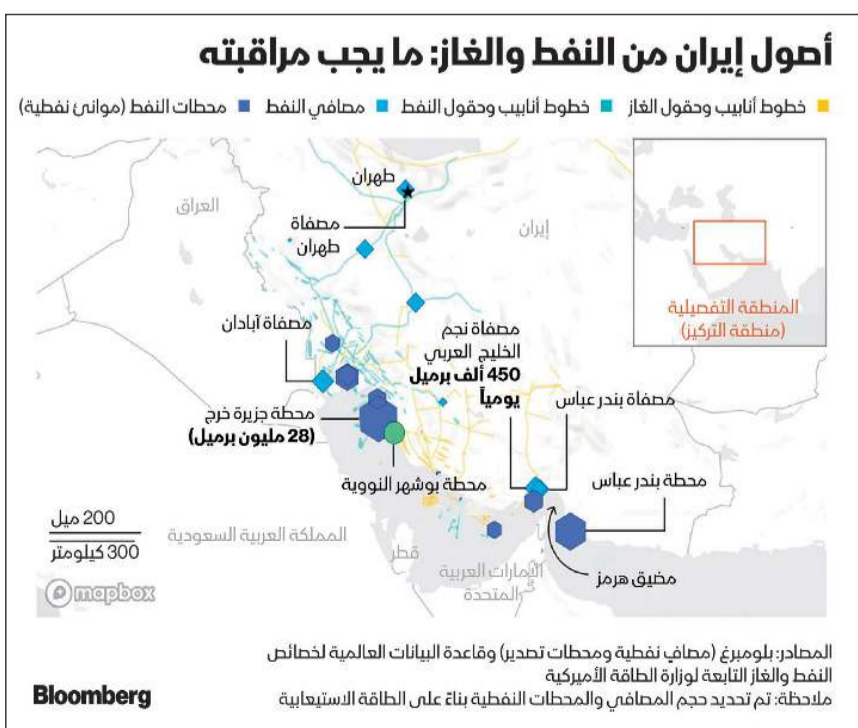 أصول إيران من النفط والغاز: ما يجب مراقبته
خطوط أنابيب وحقول الغاز
خطوط أنابيب وحقول النفط
مصافي النفط
محطات النفط (موانئ نفطية)
طهران
العراق
مصفاة
طهران
إيران
المنطقة التفصيلية
(منطقة التركيز)
مصفاة آبادان
مصفاة نجم
الخليج العربي
450 ألف برميل
يومياً
مصفاة بندر عباس
محطة جزيرة خرج
(28 مليون برميل)
محطة بوشهر النووية
محطة بندر عباس
200 ميل
300 كيلومتر
المملكة العربية السعودية
قطر
الإمارات العربية
المتحدة
مضيق هرمز
mapbox
المصادر: بلومبرغ (مصافٍ نفطية ومحطات تصدير) وقاعدة البيانات العالمية لخصائص
النفط والغاز التابعة لوزارة الطاقة الأميركية
ملاحظة: تم تحديد حجم المصافي والمحطات النفطية بناءً على الطاقة الاستيعابية
Bloomberg